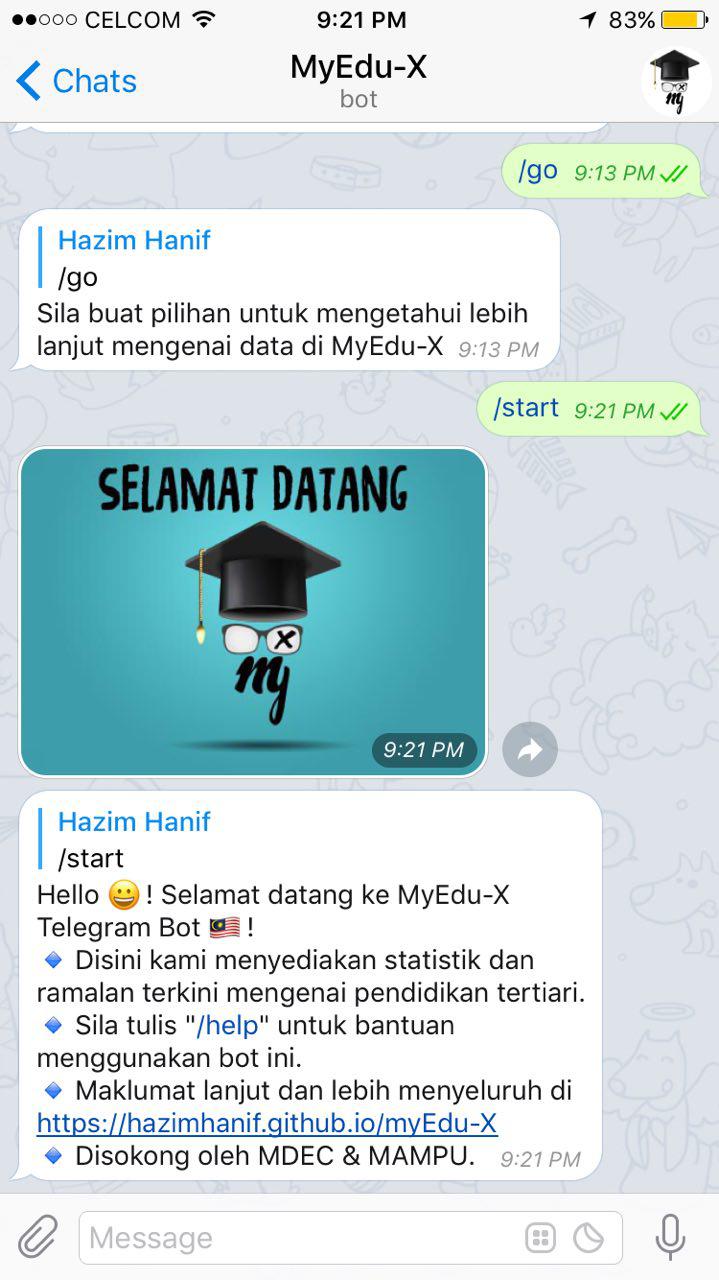 CELCOM 9:21 PM 83%
Chats MyEdu-X
bot
my
/go 9:13 PM
Hazim Hanif
/go
Sila buat pilihan untuk mengetahui lebih
lanjut mengenai data di MyEdu-X 9:13 PM
/start 9:21 PM
SELAMAT DATANG
X
my
9:21 PM
Hazim Hanif
/start
Hello 😀 ! Selamat datang ke MyEdu-X
Telegram Bot 🇲🇾 !
🔹 Disini kami menyediakan statistik dan
ramalan terkini mengenai pendidikan tertiari.
🔹 Sila tulis "/help" untuk bantuan
menggunakan bot ini.
🔹 Maklumat lanjut dan lebih menyeluruh di
https://hazimhanif.github.io/myEdu-X
🔹 Disokong oleh MDEC & MAMPU. 9:21 PM
Message